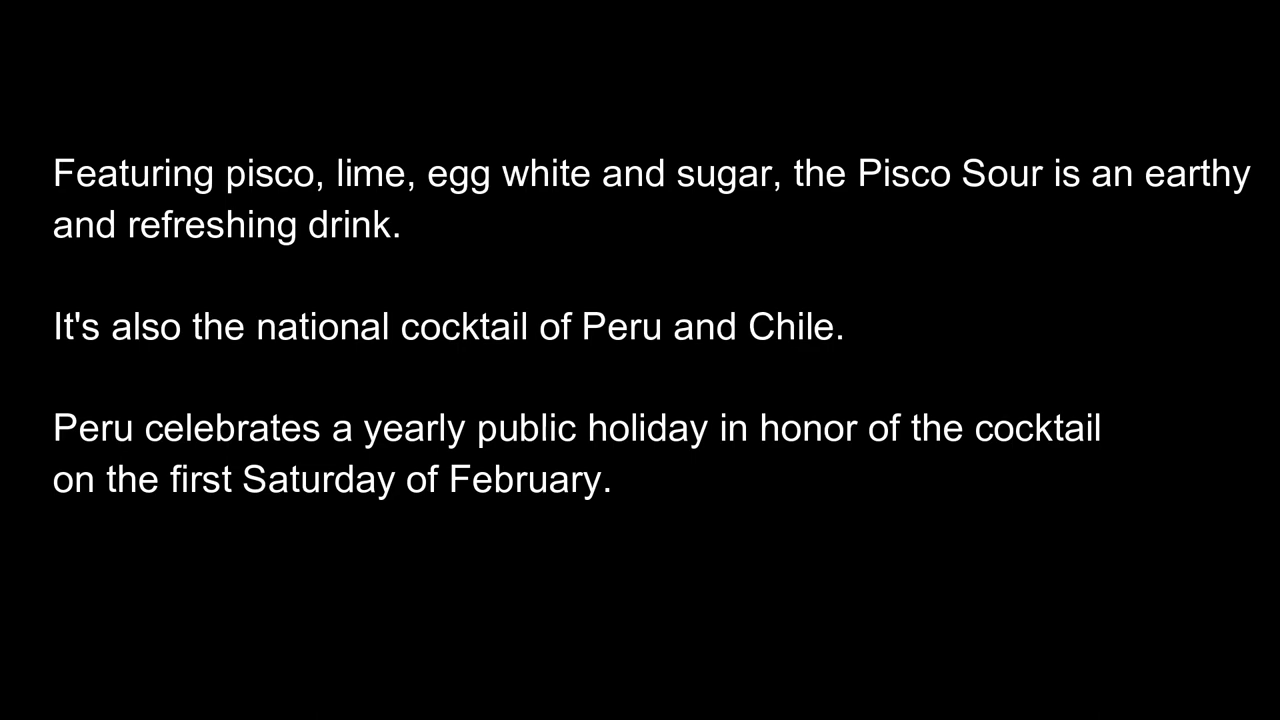 Featuring pisco, lime, egg white and sugar, the Pisco Sour is an earthy
and refreshing drink.
It's also the national cocktail of Peru and Chile.
Peru celebrates a yearly public holiday in honor of the cocktail
on the first Saturday of February.